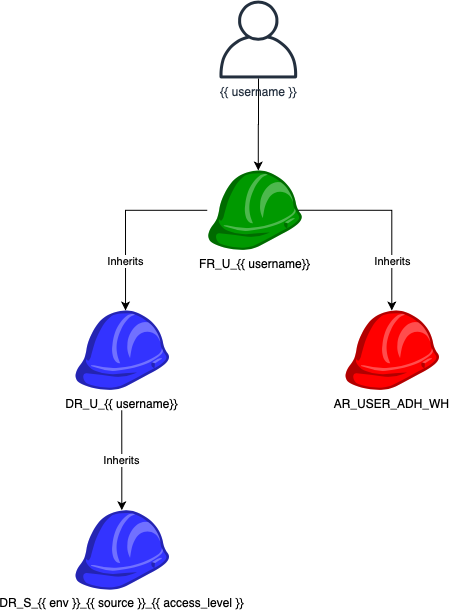 {{ username }}
FR_U_{{ username}}
Inherits
Inherits
DR_U_{{ username}}
AR_USER_ADH_WH
Inherits
DR_S_{{ env }}_{{ source }}_{{ access_level }}